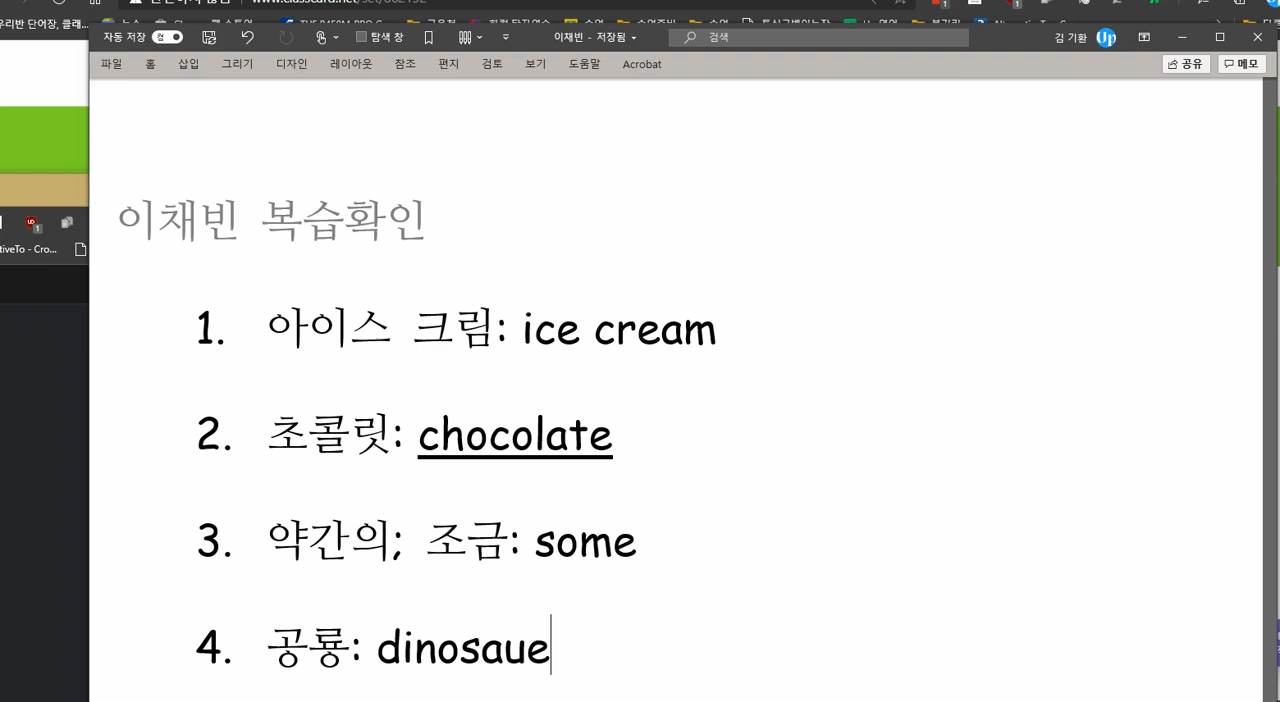 자동 저장 탐색 창 이채빈 - 저장됨 검색 김 기환 Up
파일 홈 삽입 그리기 디자인 레이아웃 참조 편지 검토 보기 도움말 Acrobat 공유 메모
tiveTo - Cro...
이채빈 복습확인
1. 아이스 크림: ice cream
2. 초콜릿: chocolate
3. 약간의; 조금: some
4. 공룡: dinosaue